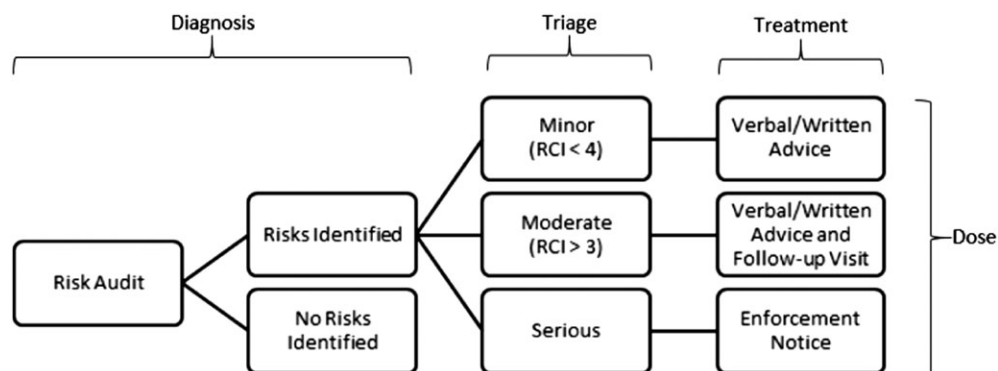 Diagnosis
Triage
Treatment
Minor
(RCI < 4)
Verbal/Written
Advice
Risks Identified
Moderate
(RCI > 3)
Verbal/Written
Advice and
Follow-up Visit
Dose
Risk Audit
No Risks
Identified
Serious
Enforcement
Notice